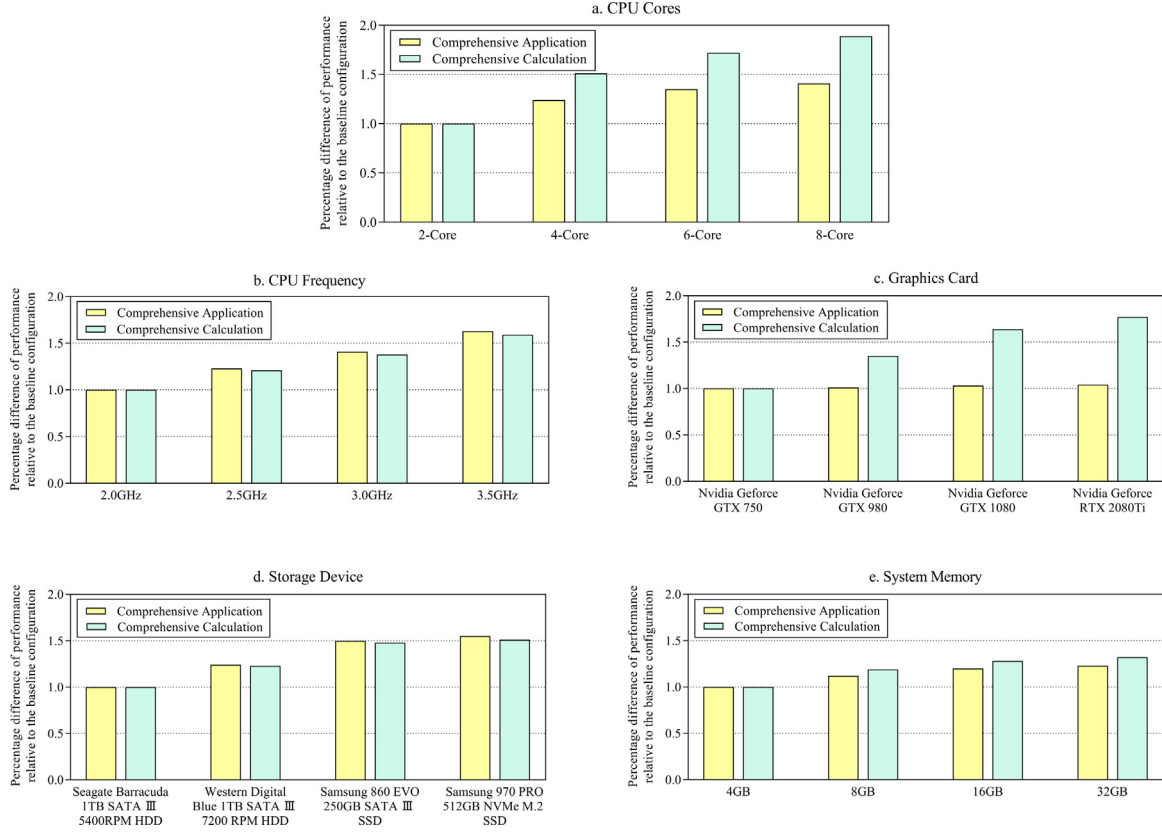 a. CPU Cores
Percentage difference of performance
relative to the baseline configuration
2.0
1.5
1.0
0.5
0.0
Comprehensive Application
Comprehensive Calculation
2-Core
4-Core
6-Core
8-Core
b. CPU Frequency
Percentage difference of performance
relative to the baseline configuration
2.0
1.5
1.0
0.5
0.0
Comprehensive Application
Comprehensive Calculation
2.0GHz
2.5GHz
3.0GHz
3.5GHz
c. Graphics Card
Percentage difference of performance
relative to the baseline configuration
2.0
1.5
1.0
0.5
0.0
Comprehensive Application
Comprehensive Calculation
Nvidia Geforce
GTX 750
Nvidia Geforce
GTX 980
Nvidia Geforce
GTX 1080
Nvidia Geforce
RTX 2080Ti
d. Storage Device
Percentage difference of performance
relative to the baseline configuration
2.0
1.5
1.0
0.5
0.0
Comprehensive Application
Comprehensive Calculation
Seagate Barracuda
1TB SATA Ⅲ
5400RPM HDD
Western Digital
Blue 1TB SATA Ⅲ
7200 RPM HDD
Samsung 860 EVO
250GB SATA Ⅲ
SSD
Samsung 970 PRO
512GB NVMe M.2
SSD
e. System Memory
Percentage difference of performance
relative to the baseline configuration
2.0
1.5
1.0
0.5
0.0
Comprehensive Application
Comprehensive Calculation
4GB
8GB
16GB
32GB